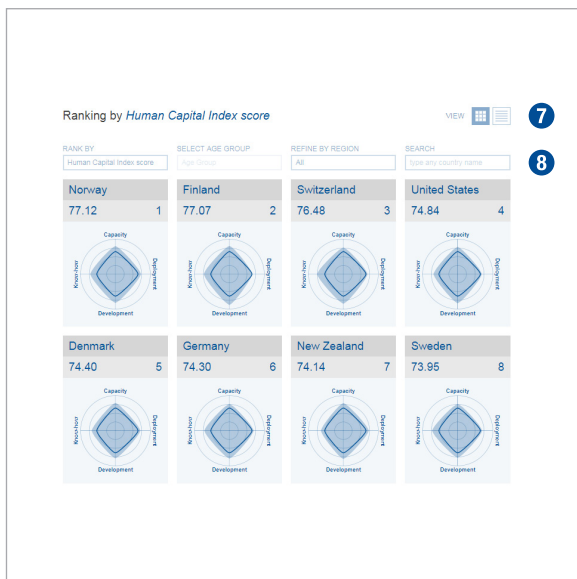 Ranking by Human Capital Index score
VIEW
7
RANK BY SELECT AGE GROUP REFINE BY REGION SEARCH
Human Capital Index score Age Group All type any country name
8
Norway Finland Switzerland United States
77.12 1 77.07 2 76.48 3 74.84 4
Capacity Capacity Capacity Capacity
Know-how Deployment Know-how Deployment Know-how Deployment Know-how Deployment
Development Development Development Development
Denmark Germany New Zealand Sweden
74.40 5 74.30 6 74.14 7 73.95 8
Capacity Capacity Capacity Capacity
Know-how Deployment Know-how Deployment Know-how Deployment Know-how Deployment
Development Development Development Development